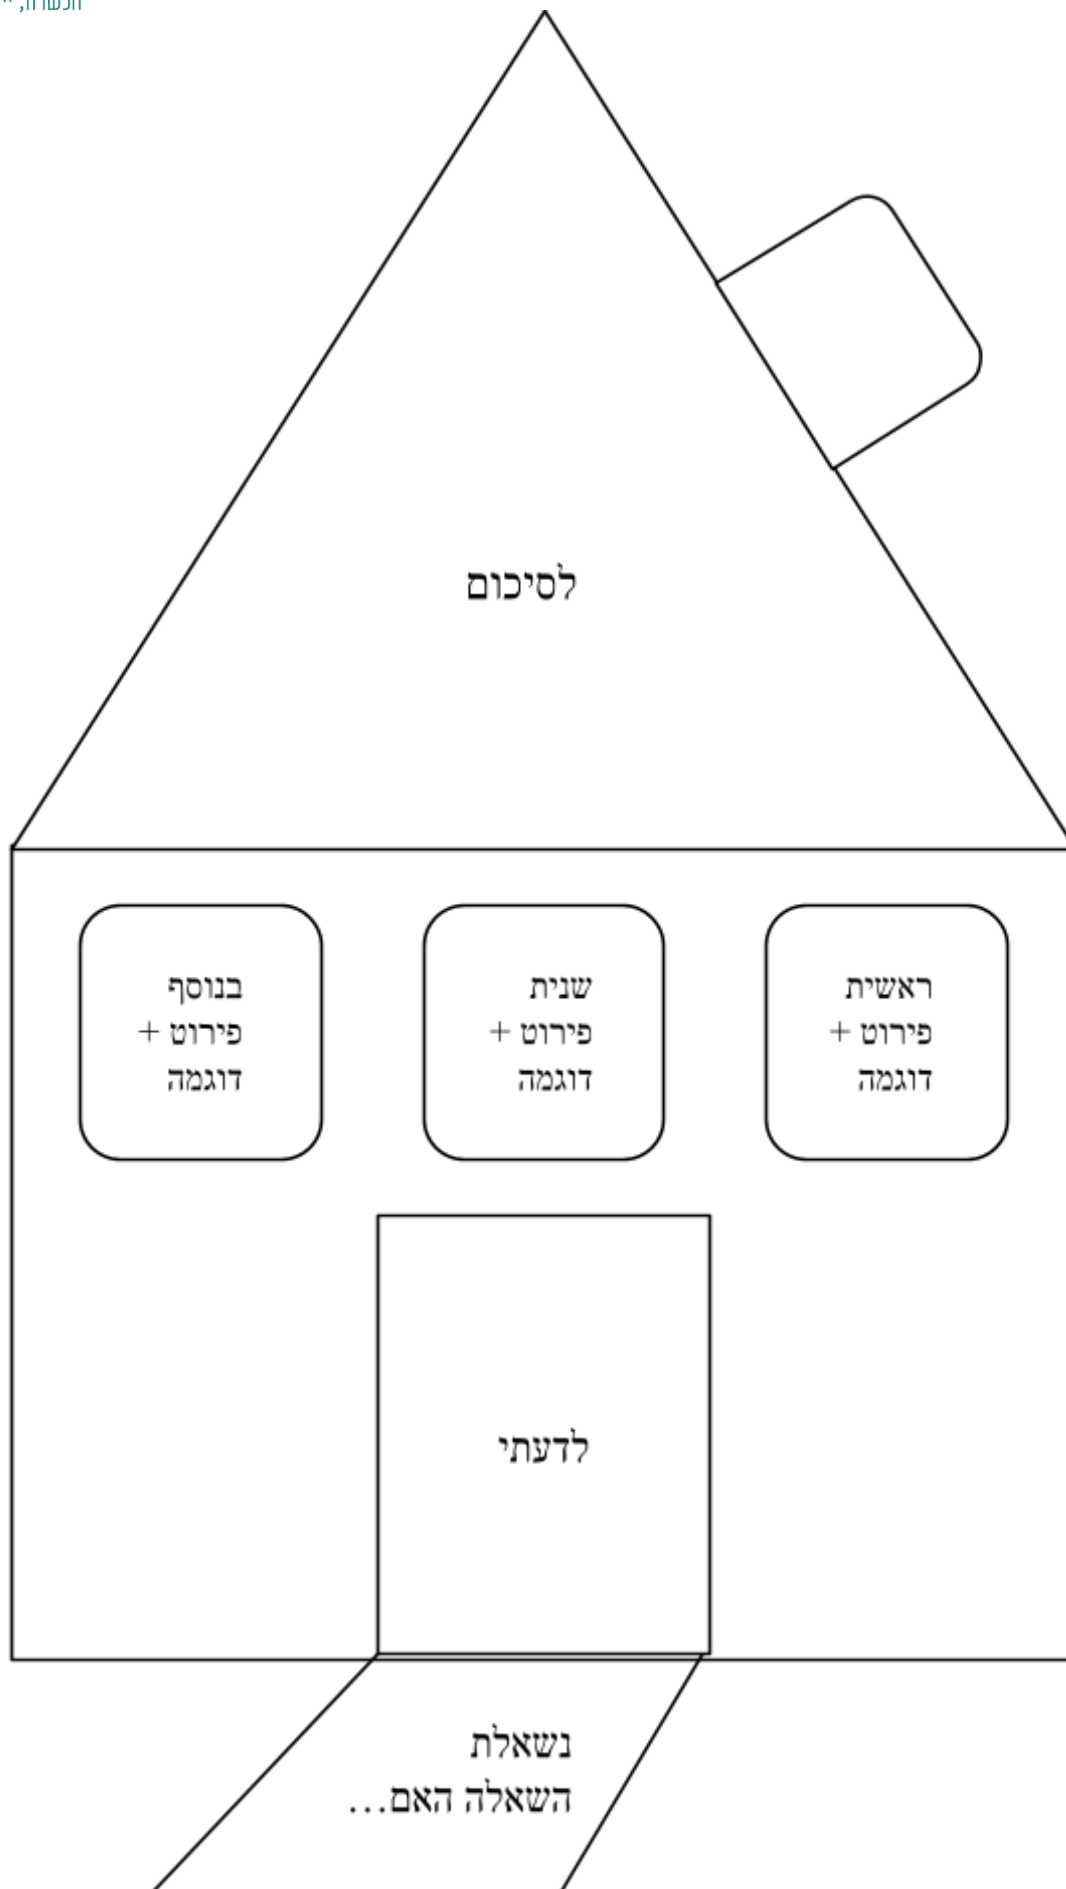 לסיכום
ראשית
פירוט +
דוגמה
שנית
פירוט +
דוגמה
בנוסף
פירוט +
דוגמה
לדעתי
נשאלת
השאלה האם...